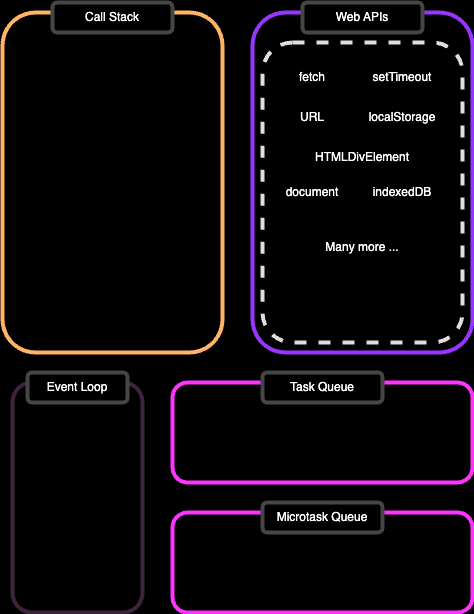 Call Stack
Web APIs
fetch setTimeout
URL localStorage
HTMLDivElement
document indexedDB
Many more ...
Event Loop
Task Queue
Microtask Queue